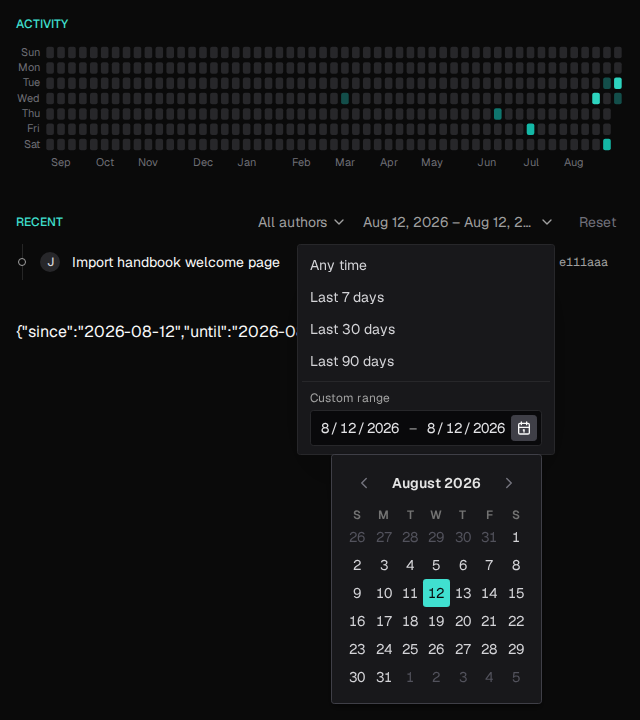 ACTIVITY
Sun
Mon
Tue
Wed
Thu
Fri
Sat
Sep Oct Nov Dec Jan Feb Mar Apr May Jun Jul Aug
RECENT All authors Aug 12, 2026 – Aug 12, 2... Reset
J Import handbook welcome page e111aaa
Any time
Last 7 days
Last 30 days
{"since":"2026-08-12","until":"2026-0
Last 90 days
Custom range
8/12/2026 – 8/12/2026
August 2026
S M T W T F S
26 27 28 29 30 31 1
2 3 4 5 6 7 8
9 10 11 12 13 14 15
16 17 18 19 20 21 22
23 24 25 26 27 28 29
30 31 1 2 3 4 5